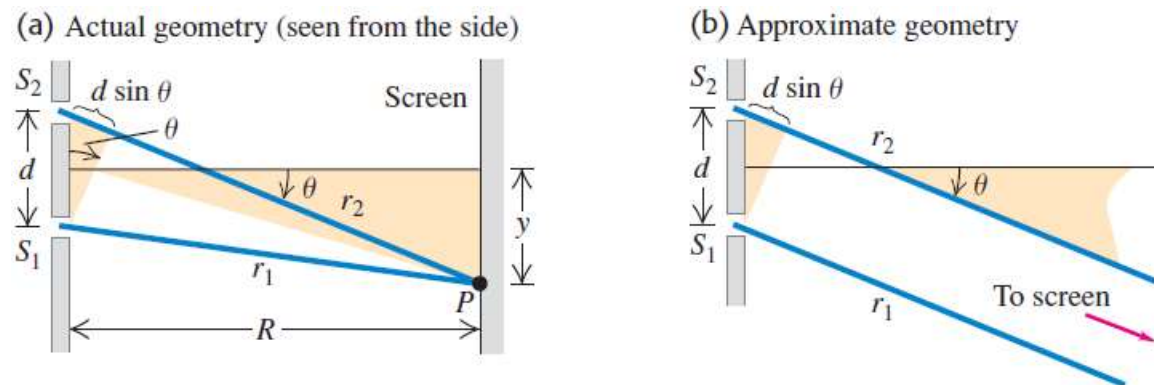 (a) Actual geometry (seen from the side)
S₂
d sin θ
θ
Screen
d
θ
r₂
y
S₁
r₁
P
R
(b) Approximate geometry
S₂
d sin θ
r₂
d
θ
S₁
r₁
To screen